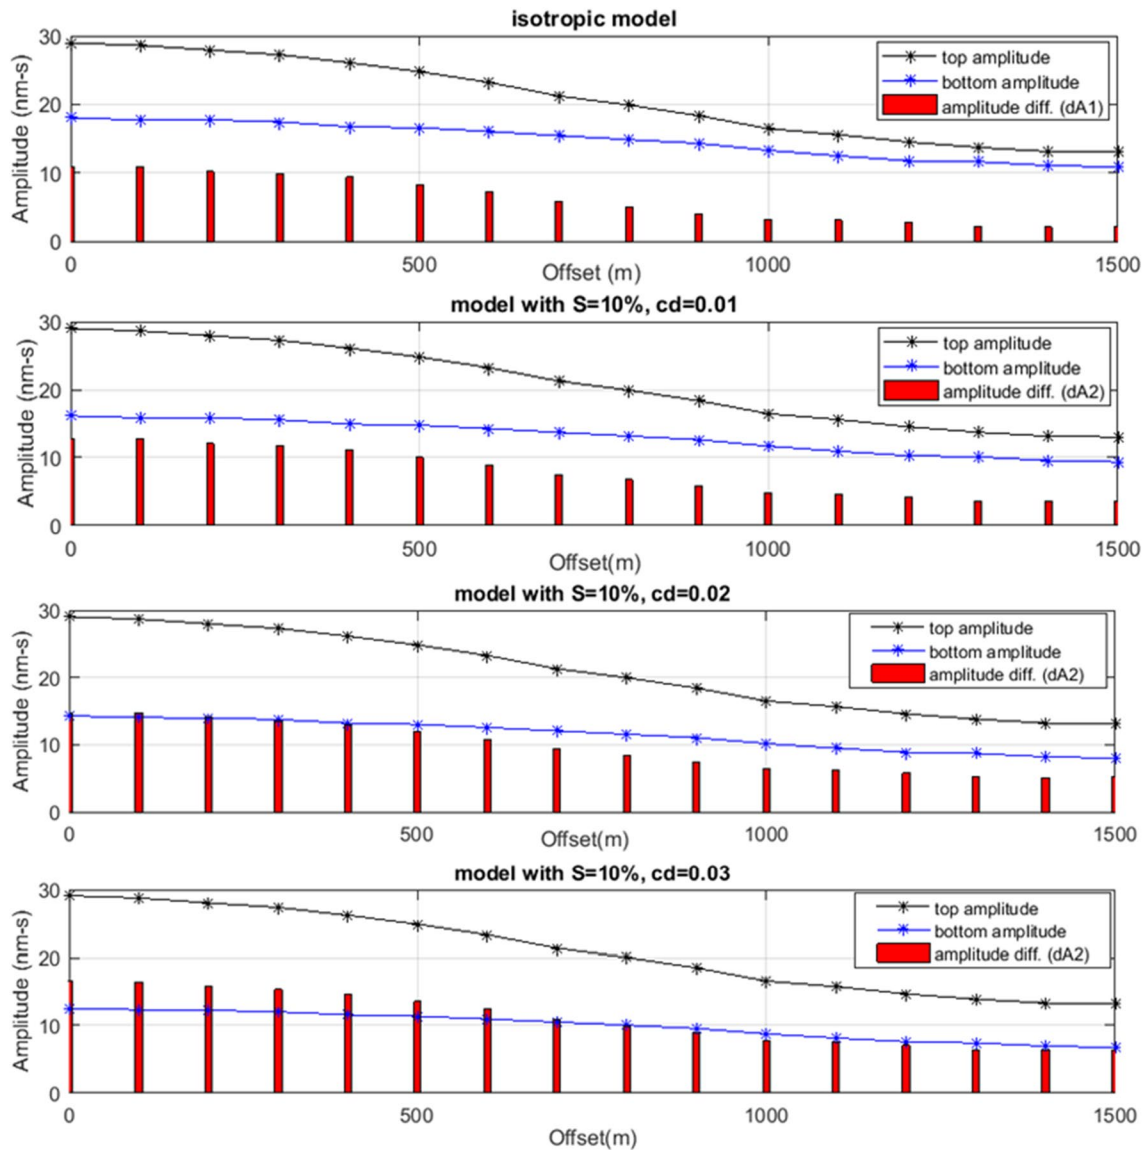 isotropic model
Amplitude (nm-s)
30
20
10
0
top amplitude
bottom amplitude
amplitude diff. (dA1)
0 500 1000 1500
Offset (m)
model with S=10%, cd=0.01
Amplitude (nm-s)
30
20
10
0
top amplitude
bottom amplitude
amplitude diff. (dA2)
0 500 1000 1500
Offset(m)
model with S=10%, cd=0.02
Amplitude (nm-s)
30
20
10
0
top amplitude
bottom amplitude
amplitude diff. (dA2)
0 500 1000 1500
Offset(m)
model with S=10%, cd=0.03
Amplitude (nm-s)
30
20
10
0
top amplitude
bottom amplitude
amplitude diff. (dA2)
0 500 1000 1500
Offset(m)